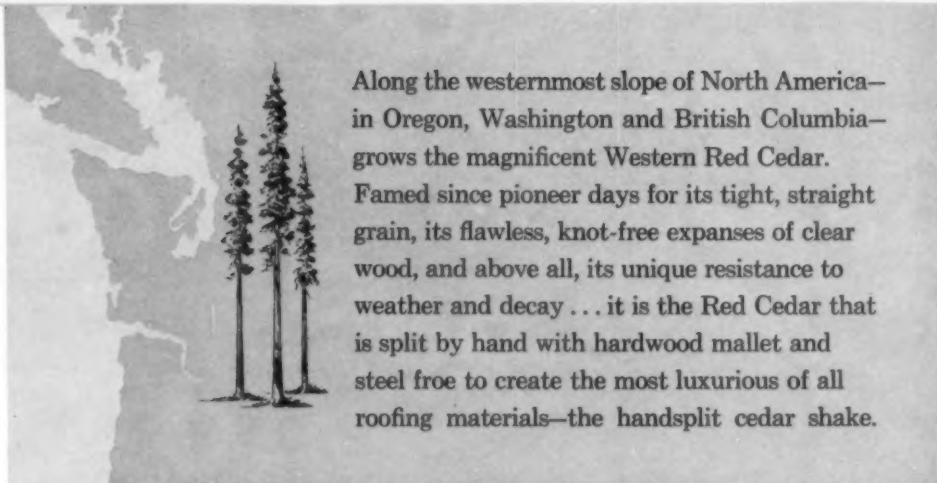 Along the westernmost slope of North America—
in Oregon, Washington and British Columbia—
grows the magnificent Western Red Cedar.
Famed since pioneer days for its tight, straight
grain, its flawless, knot-free expanses of clear
wood, and above all, its unique resistance to
weather and decay . . . it is the Red Cedar that
is split by hand with hardwood mallet and
steel froe to create the most luxurious of all
roofing materials—the handsplit cedar shake.